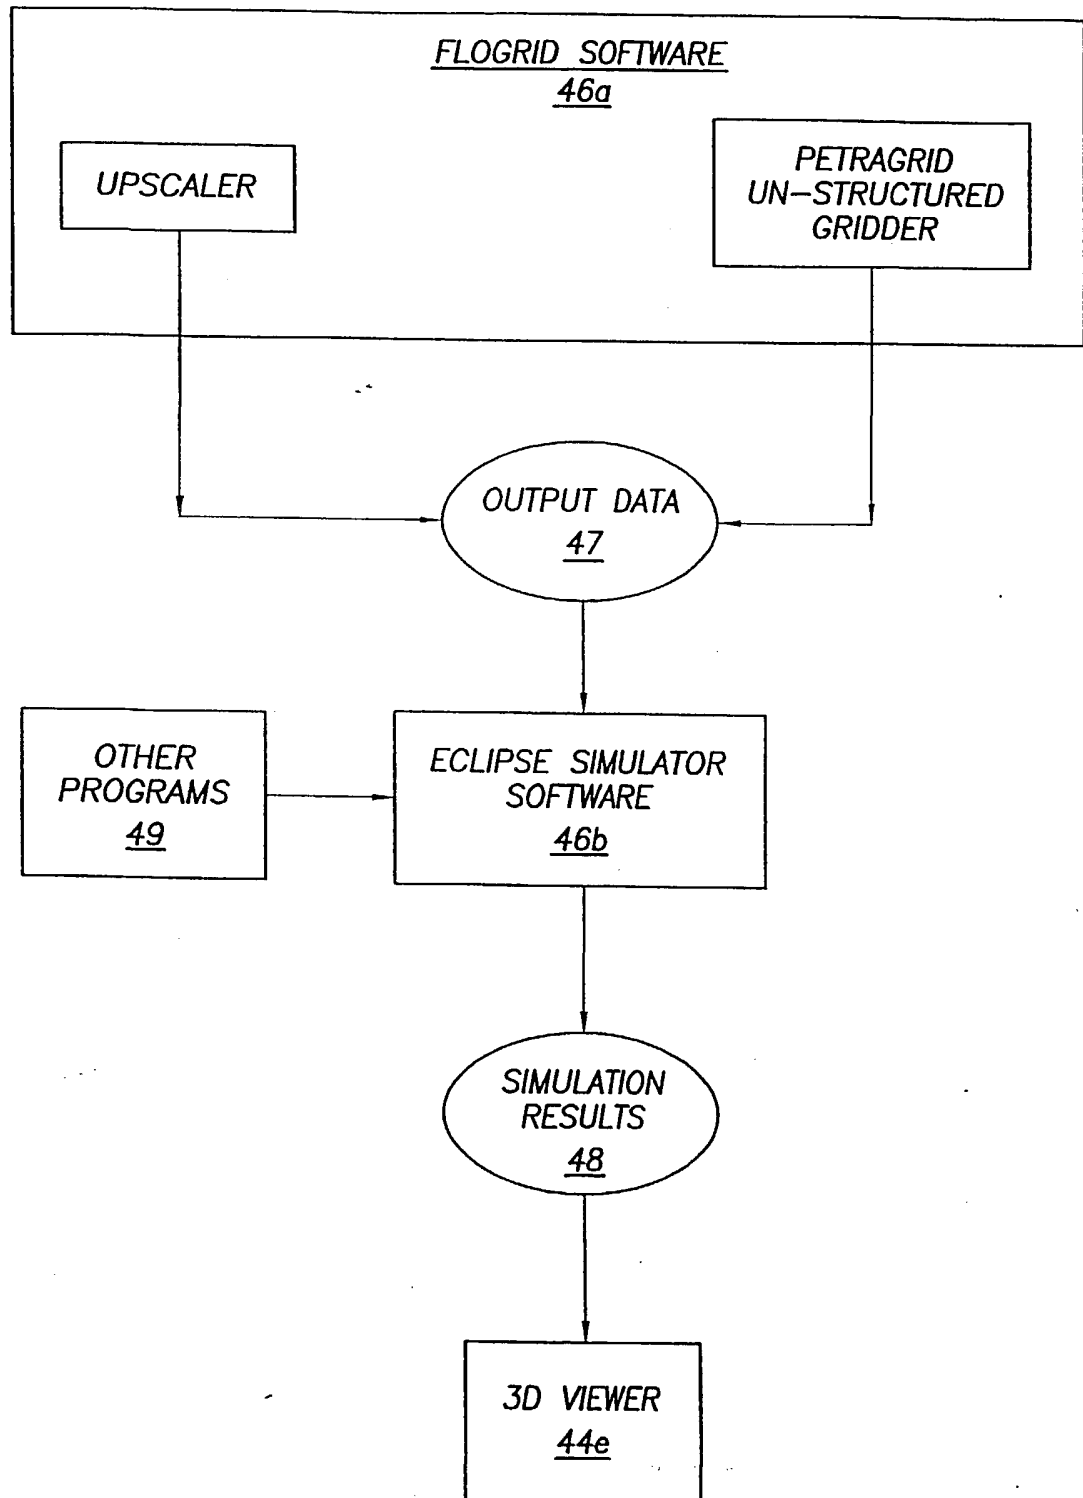 FLOGRID SOFTWARE
46a
UPSCALER
PETRAGRID
UN-STRUCTURED
GRIDDER
OUTPUT DATA
47
OTHER
PROGRAMS
49
ECLIPSE SIMULATOR
SOFTWARE
46b
SIMULATION
RESULTS
48
3D VIEWER
44e